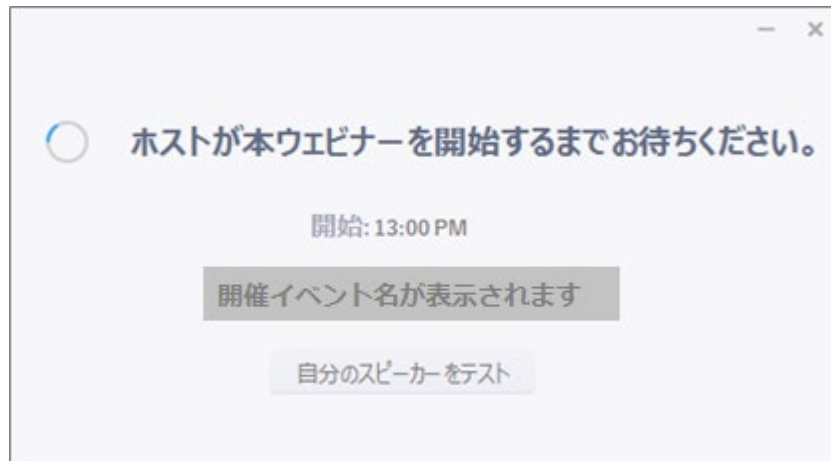 ホストが本ウェビナーを開始するまでお待ちください。
開始: 13:00 PM
開催イベント名が表示されます
自分のスピーカーをテスト